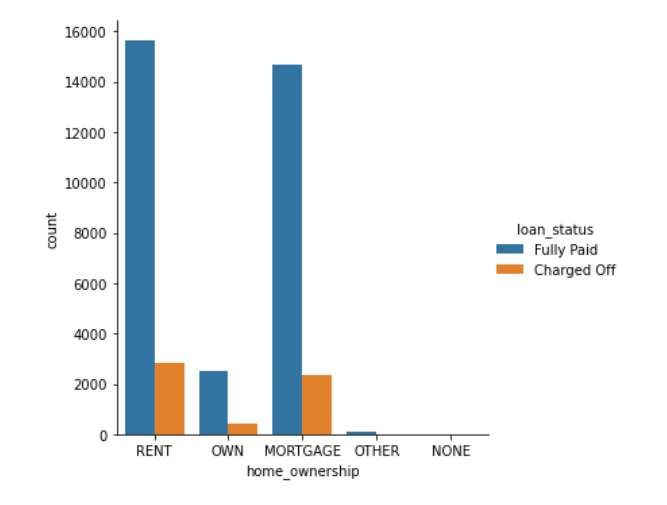 16000
14000
12000
10000
8000
6000
4000
2000
0
count
RENT OWN MORTGAGE OTHER NONE
home_ownership
loan_status
Fully Paid
Charged Off